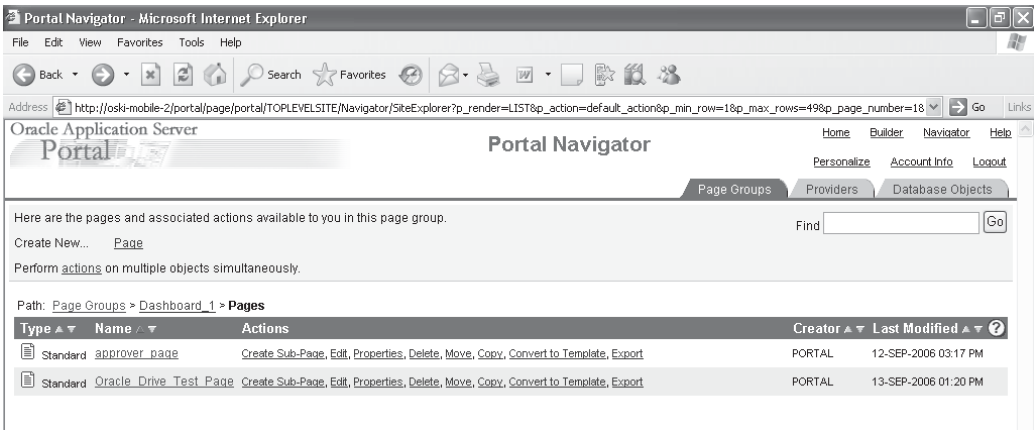 Portal Navigator - Microsoft Internet Explorer
File Edit View Favorites Tools Help
Back Search Favorites
Address http://oski-mobile-2/portal/page/portal/TOPLEVELSITE/Navigator/SiteExplorer?p_render=LIST&p_action=default_action&p_min_row=1&p_max_rows=49&p_page_number=18 Go Links
Oracle Application Server
Portal
Portal Navigator
Home Builder Navigator Help
Personalize Account Info Logout
Page Groups Providers Database Objects
Here are the pages and associated actions available to you in this page group.
Find Go
Create New... Page
Perform actions on multiple objects simultaneously.
Path: Page Groups > Dashboard_1 > Pages
Type Name Actions Creator Last Modified ?
Standard approver page Create Sub-Page, Edit, Properties, Delete, Move, Copy, Convert to Template, Export PORTAL 12-SEP-2006 03:17 PM
Standard Oracle Drive Test Page Create Sub-Page, Edit, Properties, Delete, Move, Copy, Convert to Template, Export PORTAL 13-SEP-2006 01:20 PM